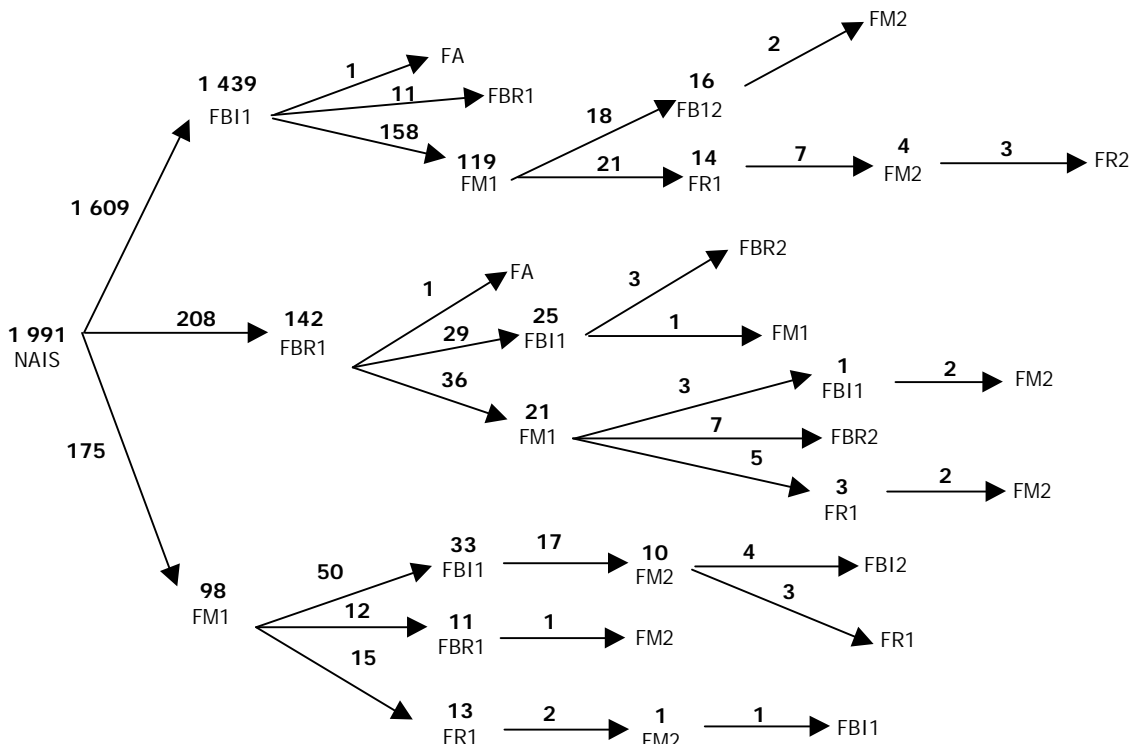 FM2
2
FA
1
1 439
FBI1
11
FBR1
16
FB12
18
158
119
FM1
21
14
FR1
7
4
FM2
3
FR2
1 609
FBR2
FA
3
1
1 991
NAIS
208
142
FBR1
29
25
FBI1
1
FM1
36
3
1
FBI1
2
FM2
21
FM1
7
FBR2
175
5
3
FR1
2
FM2
33
FBI1
17
10
FM2
4
FBI2
50
98
FM1
3
12
11
FBR1
1
FM2
FR1
15
13
FR1
2
1
FM2
1
FBI1